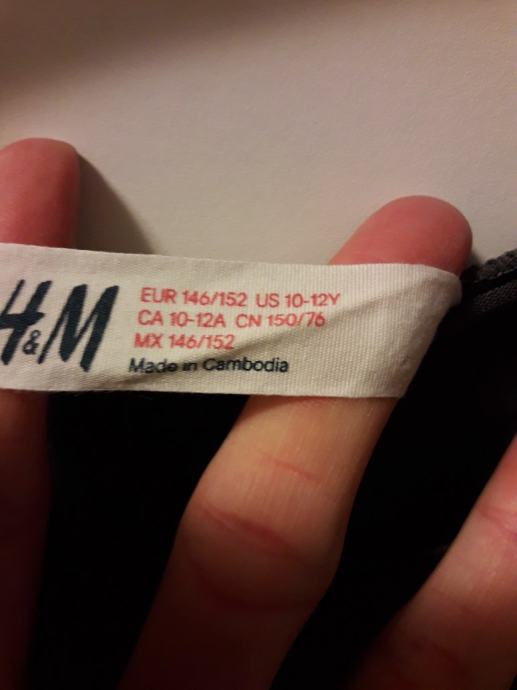 H&M
EUR 146/152 US 10-12Y
CA 10-12A CN 150/76
MX 146/152
Made in Cambodia